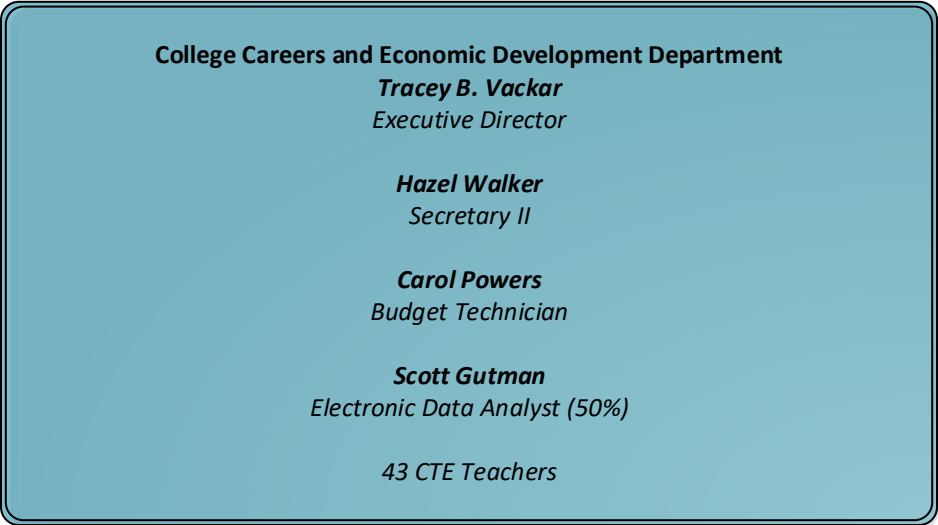 College Careers and Economic Development Department
Tracey B. Vackar
Executive Director
Hazel Walker
Secretary II
Carol Powers
Budget Technician
Scott Gutman
Electronic Data Analyst (50%)
43 CTE Teachers